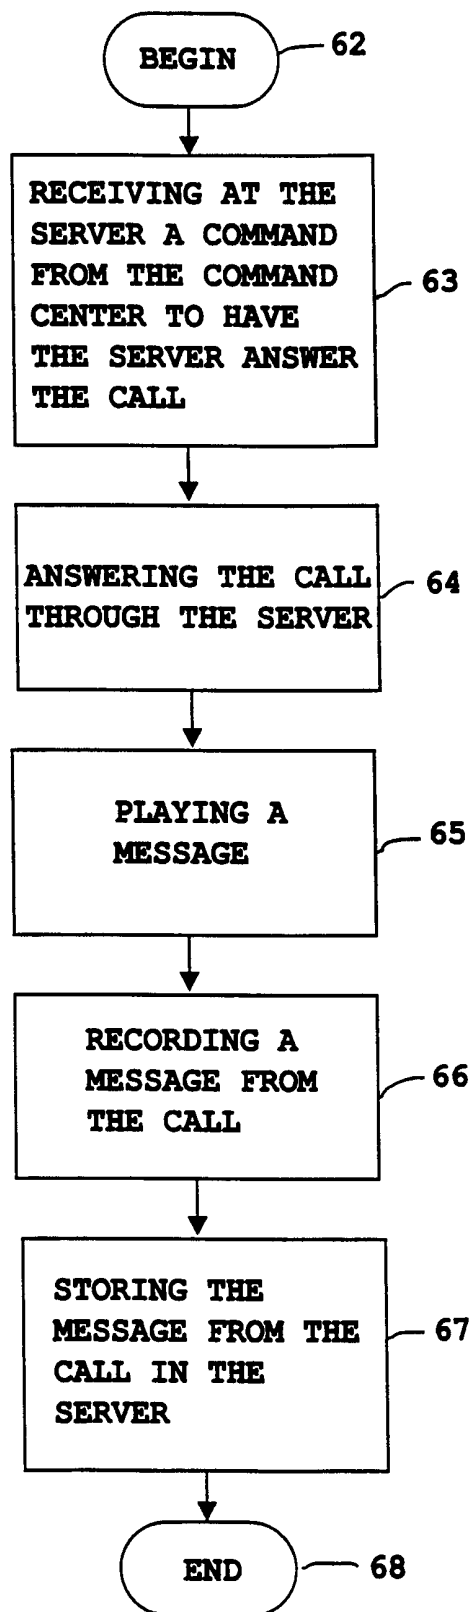 BEGIN
62
RECEIVING AT THE
SERVER A COMMAND
FROM THE COMMAND
CENTER TO HAVE
THE SERVER ANSWER
THE CALL
63
ANSWERING THE CALL
THROUGH THE SERVER
64
PLAYING A
MESSAGE
65
RECORDING A
MESSAGE FROM
THE CALL
66
STORING THE
MESSAGE FROM THE
CALL IN THE
SERVER
67
END
68